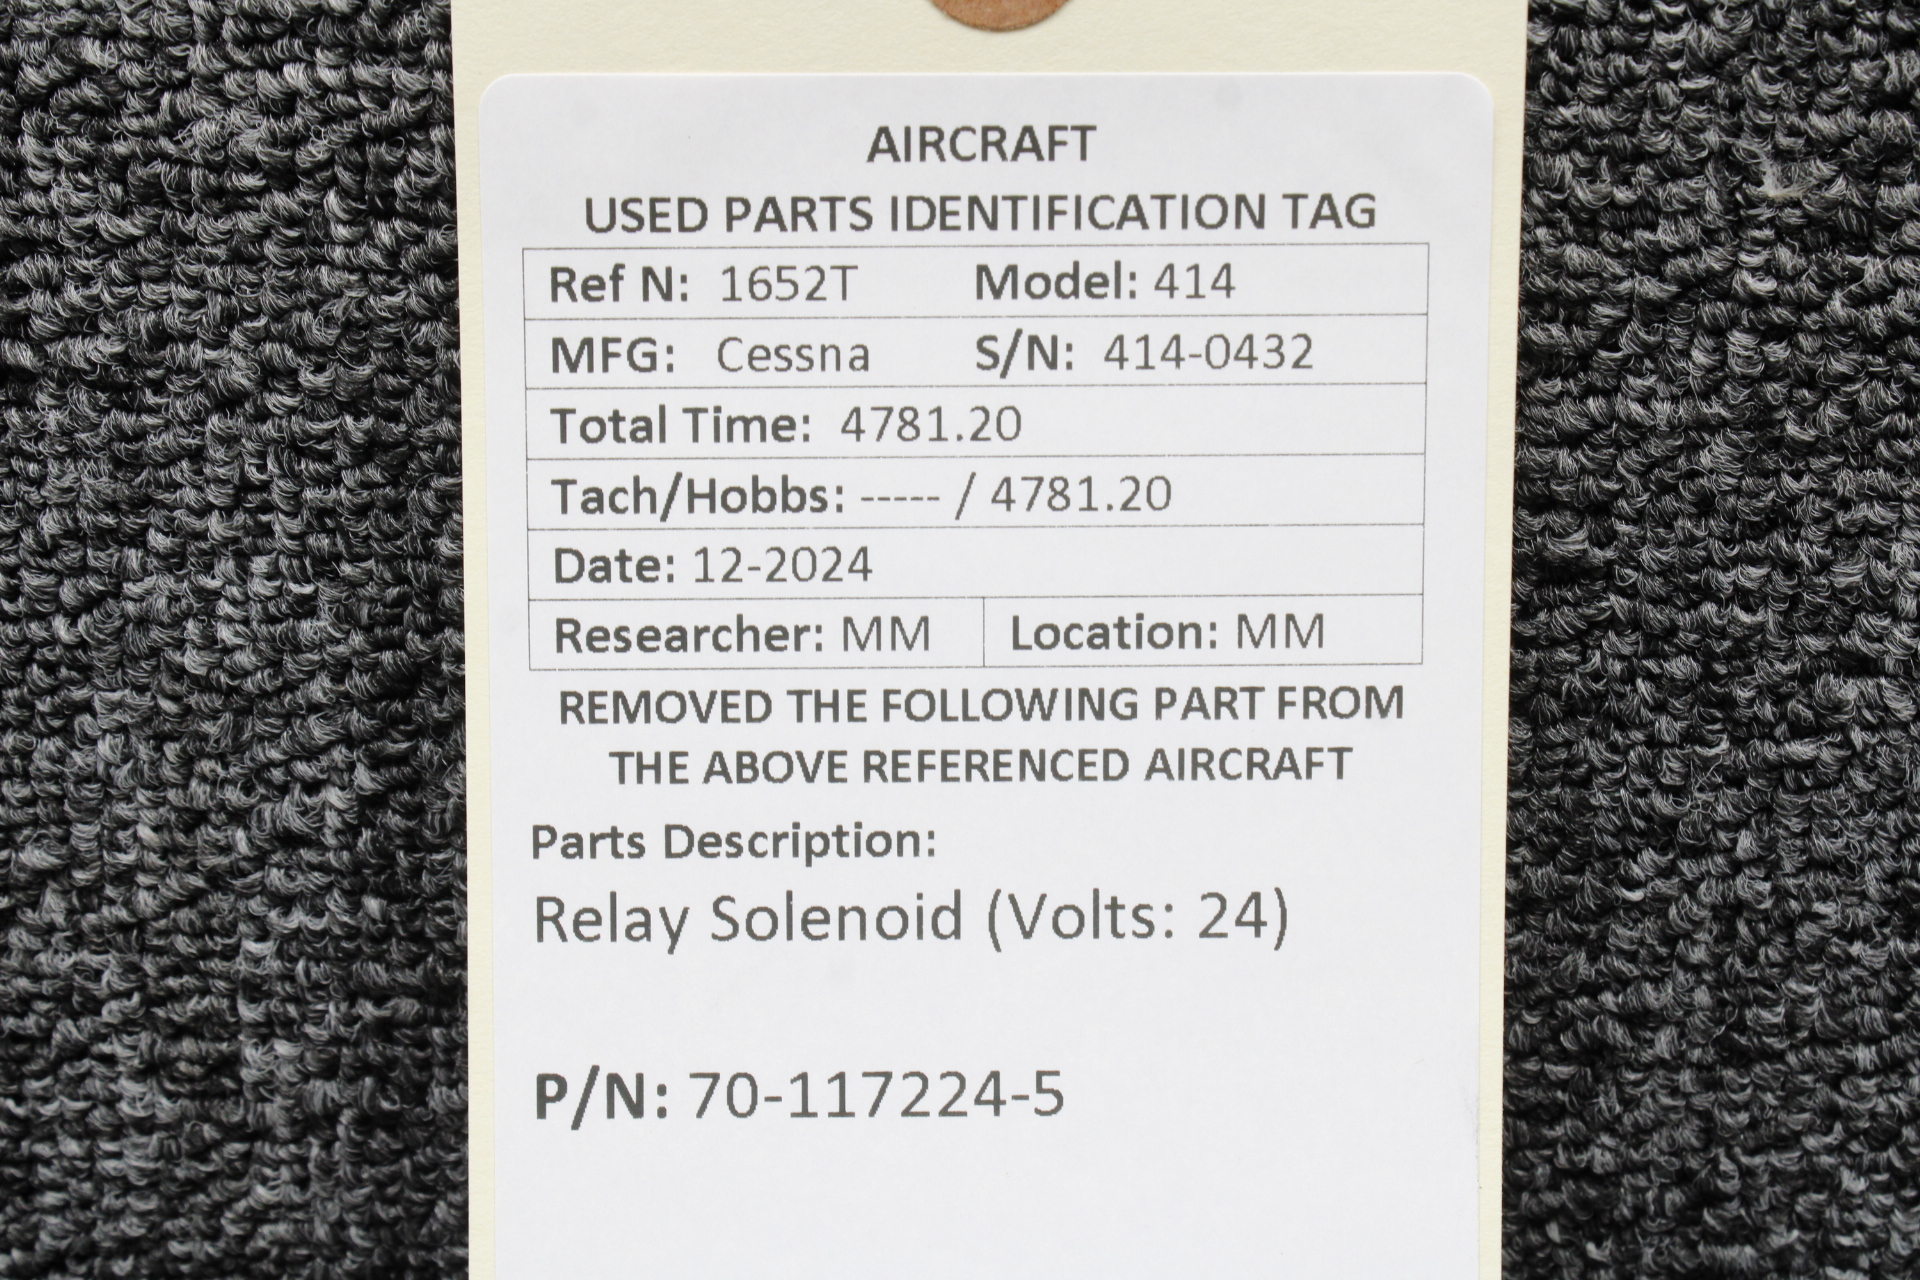 AIRCRAFT
USED PARTS IDENTIFICATION TAG
Ref N: 1652T Model: 414
MFG: Cessna S/N: 414-0432
Total Time: 4781.20
Tach/Hobbs: ----- / 4781.20
Date: 12-2024
Researcher: MM Location: MM
REMOVED THE FOLLOWING PART FROM
THE ABOVE REFERENCED AIRCRAFT
Parts Description:
Relay Solenoid (Volts: 24)
P/N: 70-117224-5